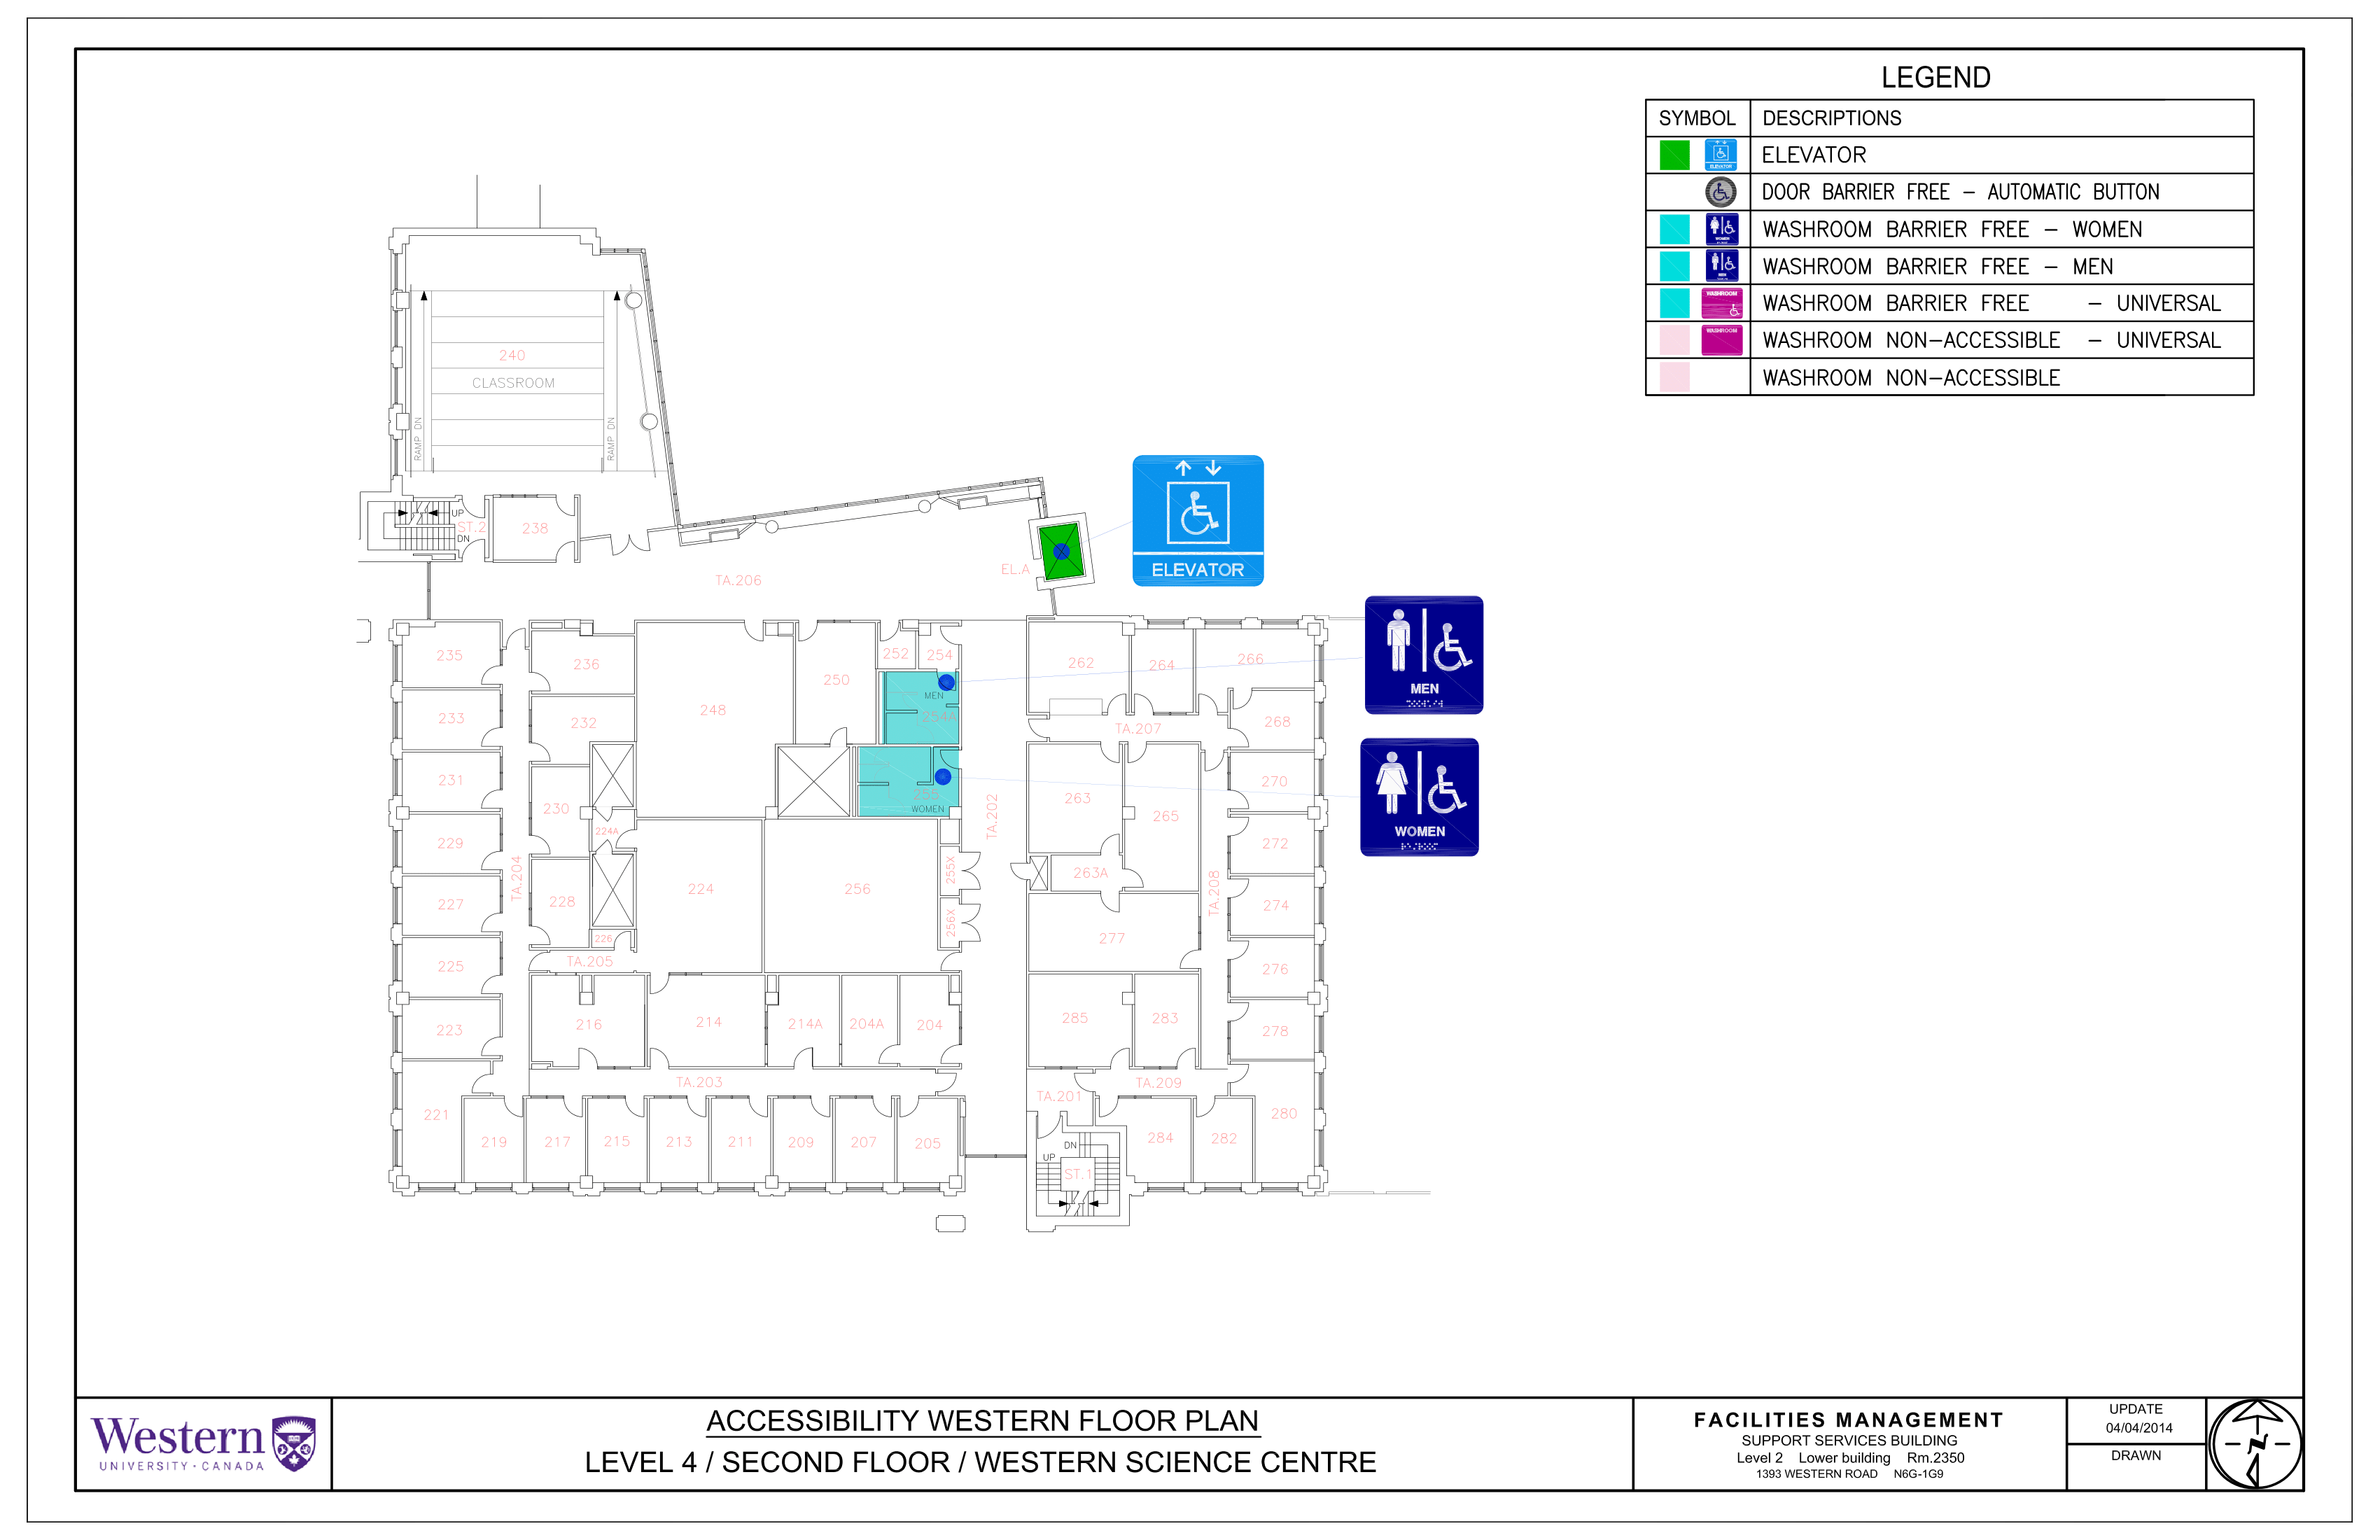 LEGEND
SYMBOL DESCRIPTIONS
ELEVATOR ELEVATOR
DOOR BARRIER FREE - AUTOMATIC BUTTON
WOMEN WASHROOM BARRIER FREE - WOMEN
MEN WASHROOM BARRIER FREE - MEN
WASHROOM WASHROOM BARRIER FREE - UNIVERSAL
WASHROOM WASHROOM NON-ACCESSIBLE - UNIVERSAL
WASHROOM NON-ACCESSIBLE
240
CLASSROOM
RAMP DN
RAMP DN
UP
ST.2
DN
238
ELEVATOR
EL.A
TA.206
235
236
250
252
254
262
264
266
MEN
MEN
233
232
248
254A
TA.207
268
231
230
255
WOMEN
263
265
270
WOMEN
TA.202
229
224A
272
TA.204
227
228
224
256
255X
263A
TA.208
274
225
226
TA.205
256X
277
276
223
216
214
214A
204A
204
285
283
278
TA.203
TA.201
TA.209
221
219
217
215
213
211
209
207
205
284
282
280
DN
UP
ST.1
Western
UNIVERSITY · CANADA
ACCESSIBILITY WESTERN FLOOR PLAN
LEVEL 4 / SECOND FLOOR / WESTERN SCIENCE CENTRE
FACILITIES MANAGEMENT
SUPPORT SERVICES BUILDING
Level 2 Lower building Rm.2350
1393 WESTERN ROAD N6G-1G9
UPDATE
04/04/2014
DRAWN
N